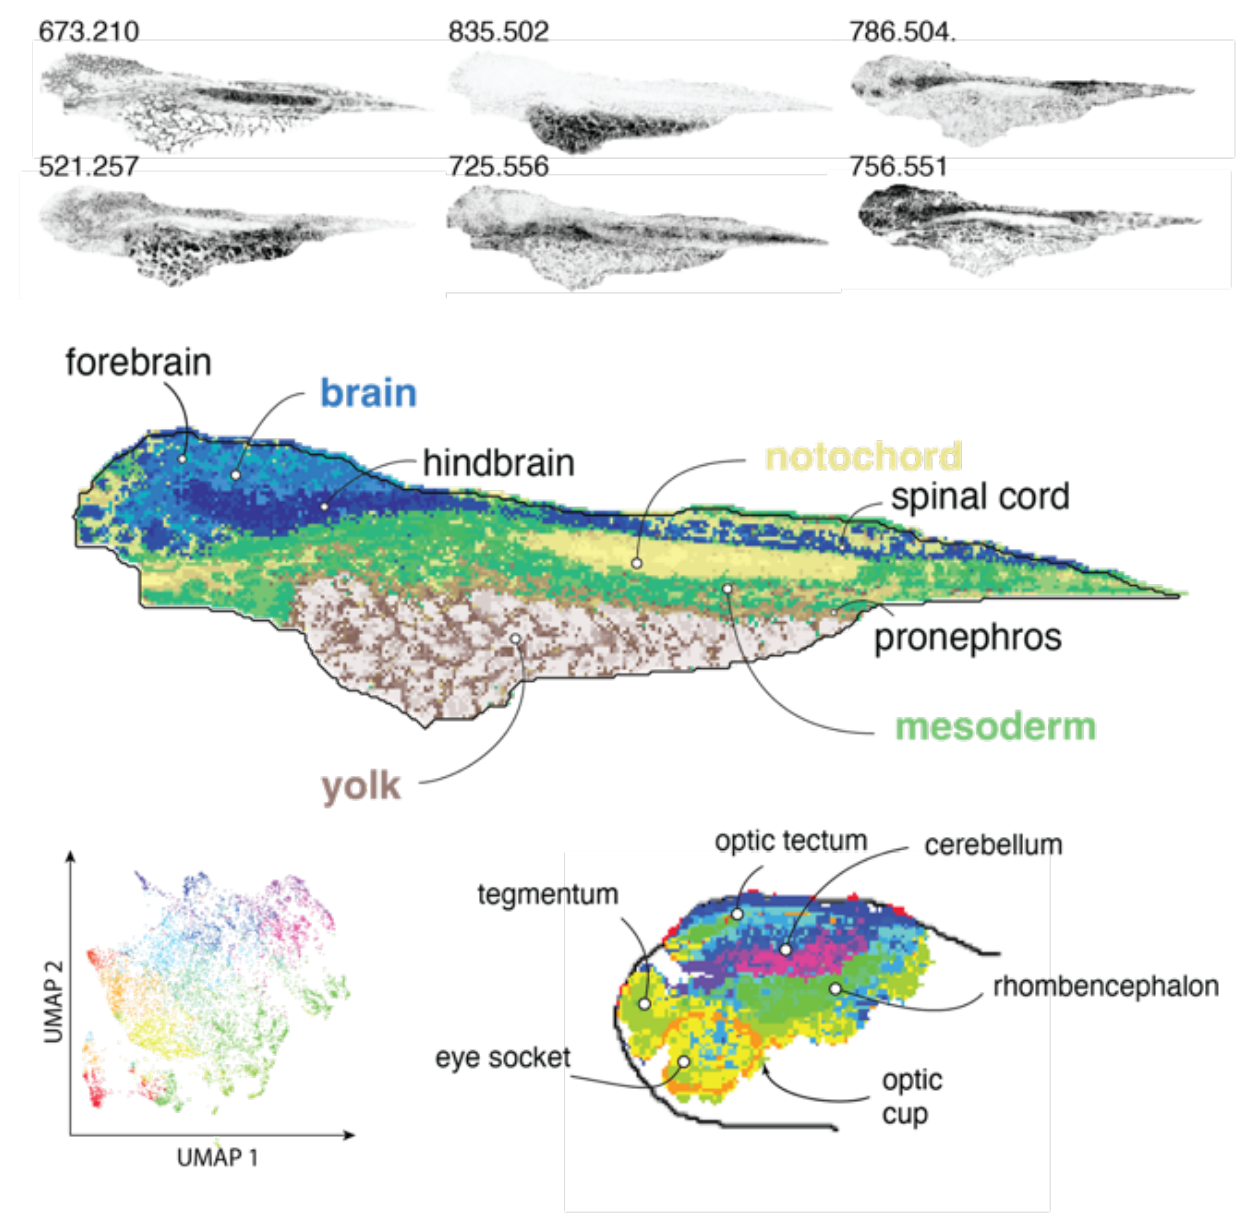 673.210
835.502
786.504.
521.257
725.556
756.551
forebrain
brain
hindbrain
notochord
spinal cord
pronephros
mesoderm
yolk
optic tectum
cerebellum
tegmentum
rhombencephalon
eye socket
optic
cup
UMAP 2
UMAP 1